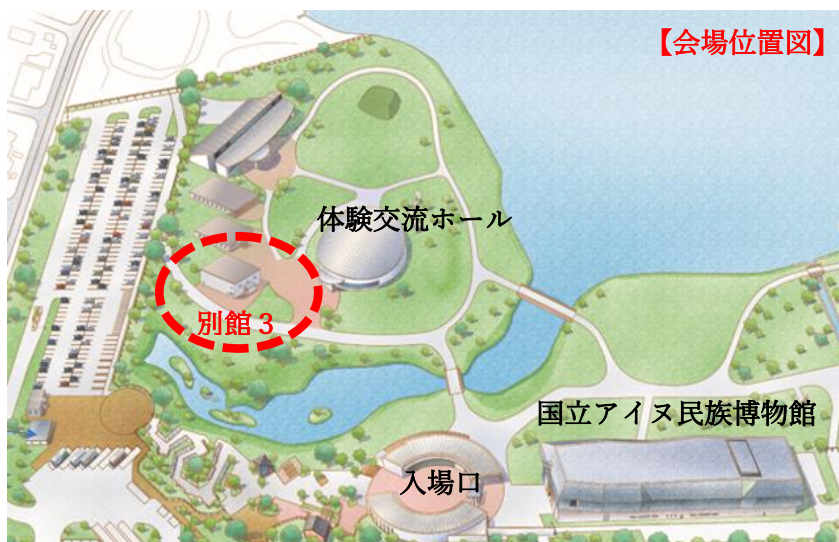 【会場位置図】
体験交流ホール
別館３
国立アイヌ民族博物館
入場口